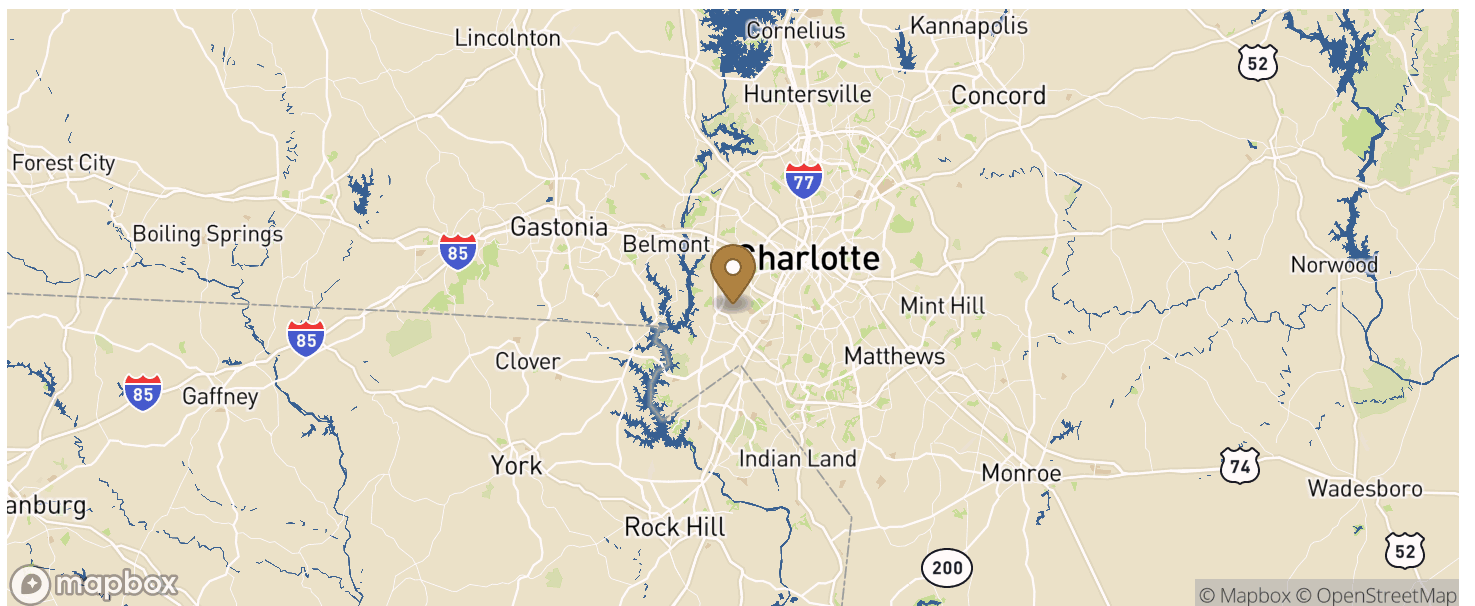 Cornelius
Kannapolis
Lincolnton
52
Huntersville
Concord
Forest City
77
Gastonia
Boiling Springs
Belmont
85
Charlotte
Norwood
Mint Hill
85
Clover
Matthews
85
Gaffney
York
Indian Land
Monroe
74
Wadesboro
anburg
Rock Hill
52
200
mapbox
© Mapbox © OpenStreetMap